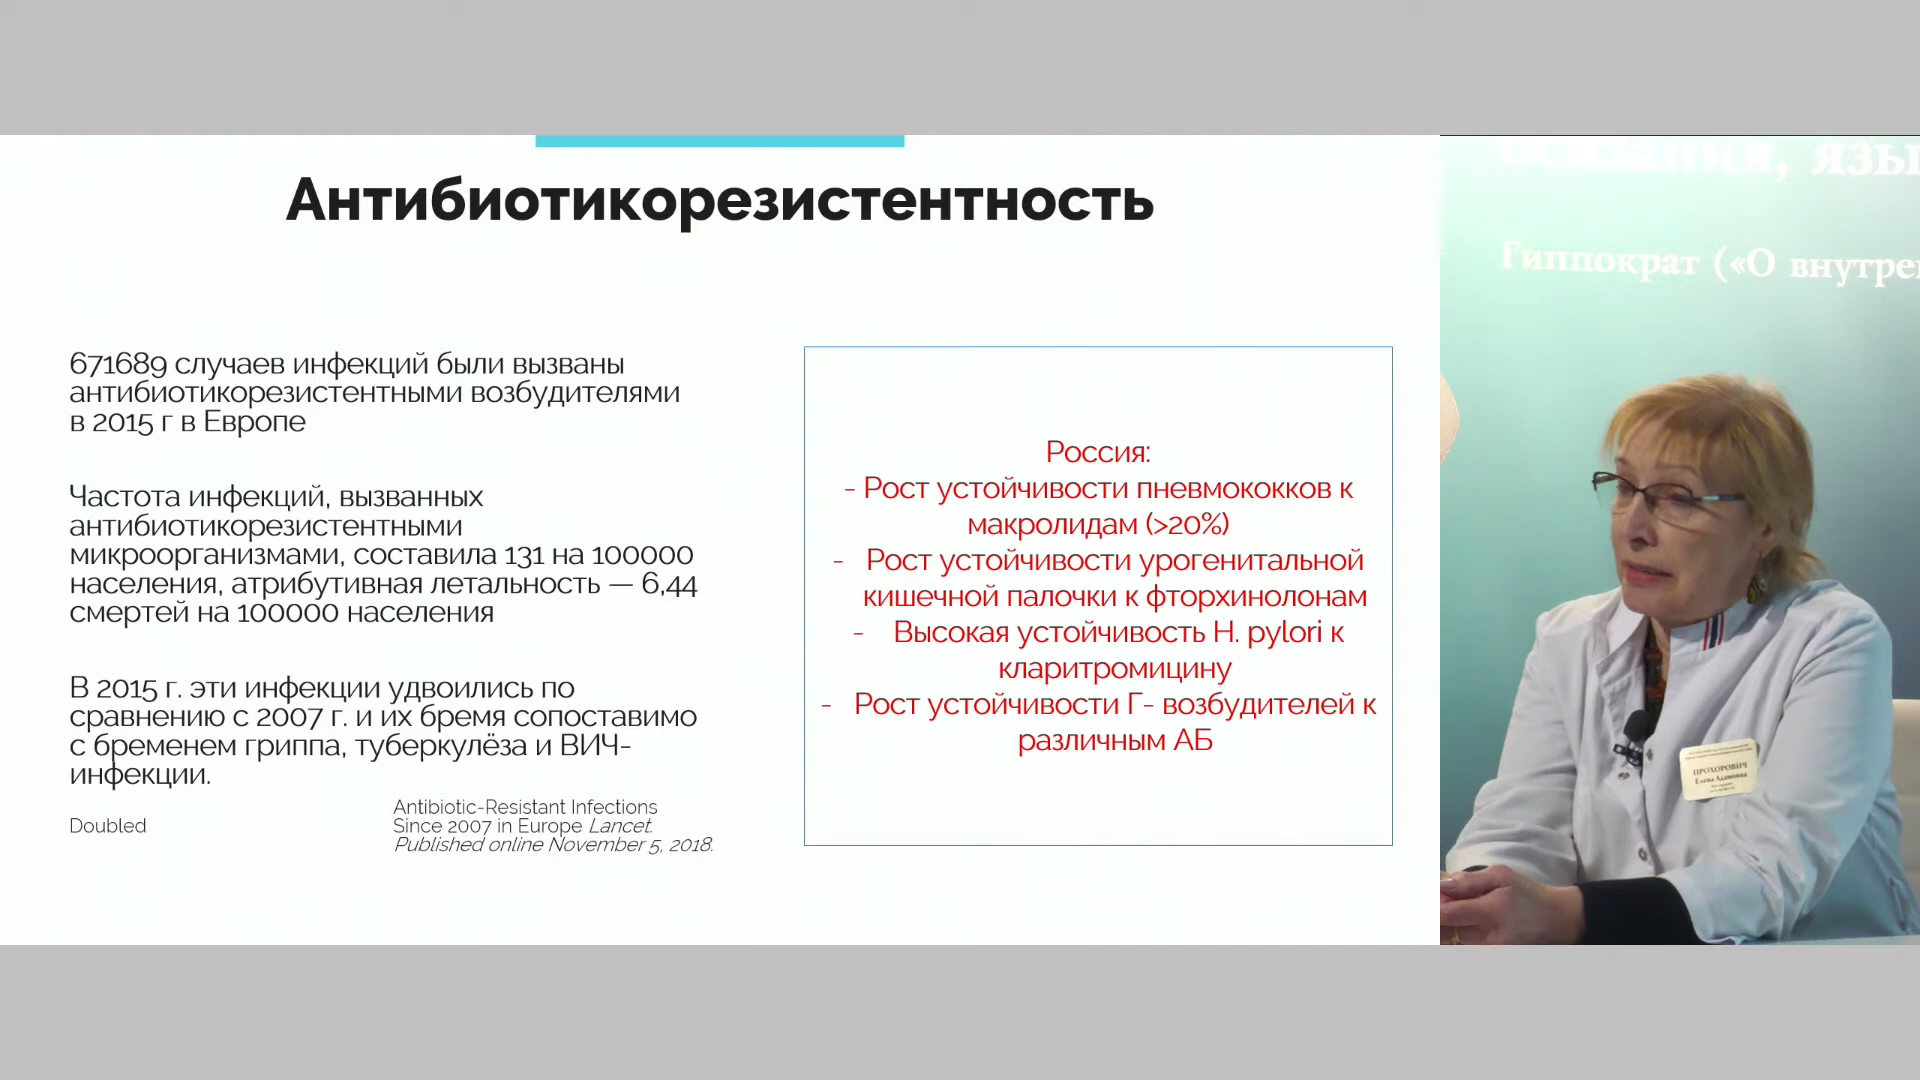 Антибиотикорезистентность
671689 случаев инфекций были вызваны
антибиотикорезистентными возбудителями
в 2015 г в Европе
Частота инфекций, вызванных
антибиотикорезистентными
микроорганизмами, составила 131 на 100000
населения, атрибутивная летальность — 6,44
смертей на 100000 населения
В 2015 г. эти инфекции удвоились по
сравнению с 2007 г. и их бремя сопоставимо
с бременем гриппа, туберкулёза и ВИЧ-
инфекции.
Doubled
Antibiotic-Resistant Infections
Since 2007 in Europe Lancet.
Published online November 5, 2018.
Россия:
- Рост устойчивости пневмококков к
макролидам (>20%)
- Рост устойчивости урогенитальной
кишечной палочки к фторхинолонам
- Высокая устойчивость H. pylori к
кларитромицину
- Рост устойчивости Г- возбудителей к
различным АБ
Гиппократ («О
ПРОХОРОВИЧ
Елена Адамовна